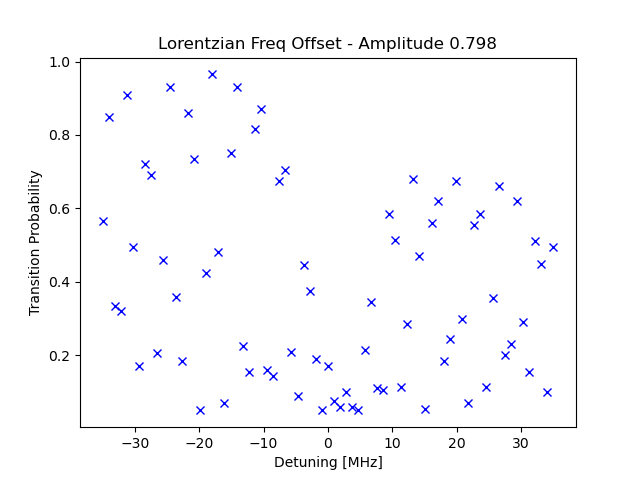 Lorentzian Freq Offset - Amplitude 0.798
1.0
0.8
0.6
0.4
0.2
Transition Probability
−30 −20 −10 0 10 20 30
Detuning [MHz]